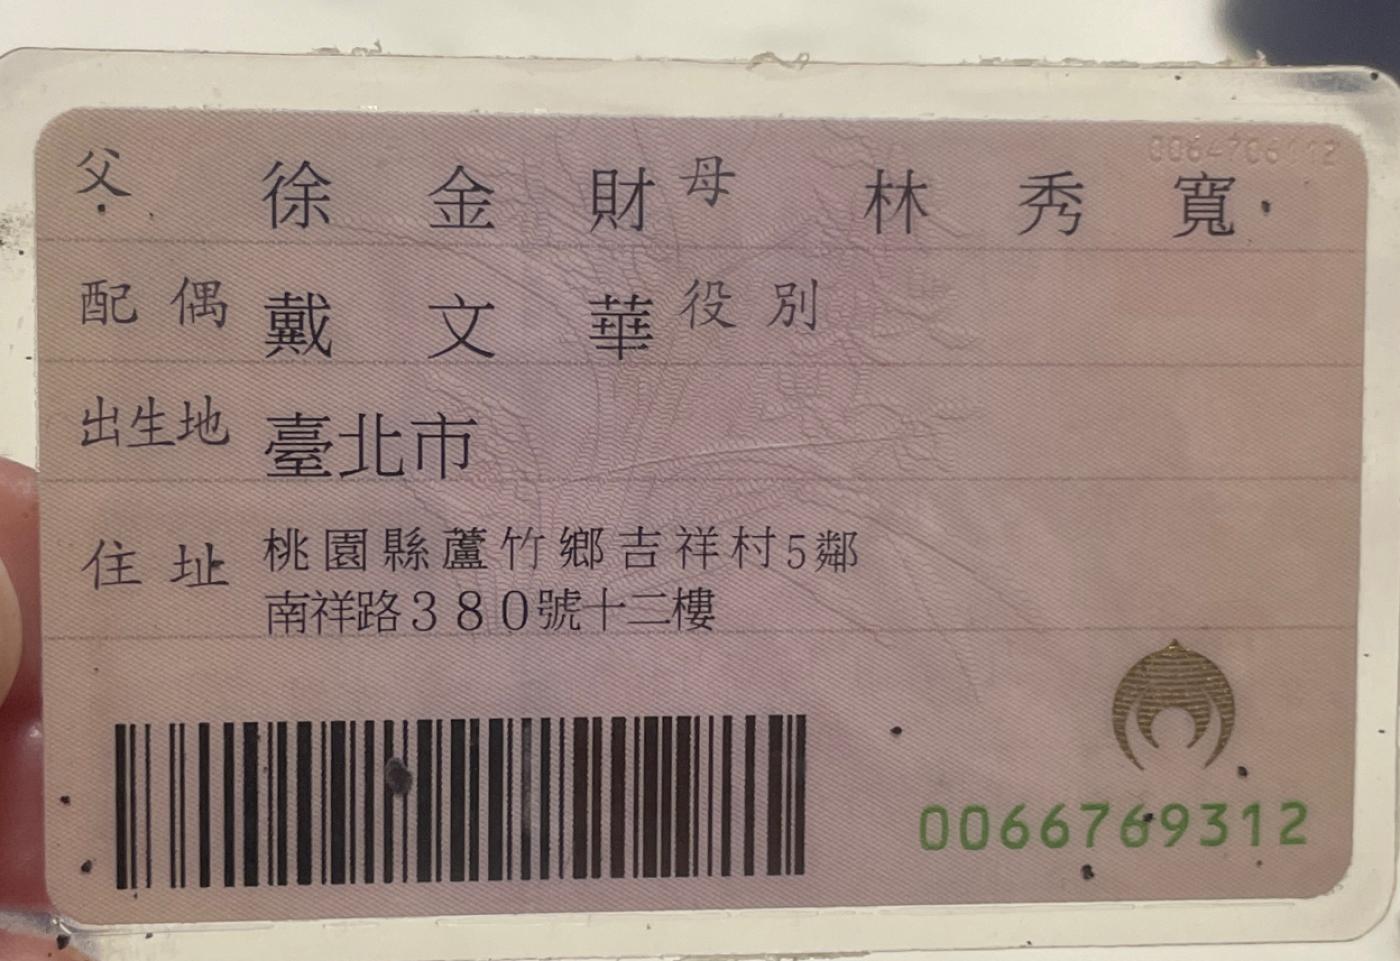 父 徐金財 母 林秀寬
配偶 戴文華 役別
出生地 臺北市
住址 桃園縣蘆竹鄉吉祥村5鄰
南祥路380號十二樓
0066769312